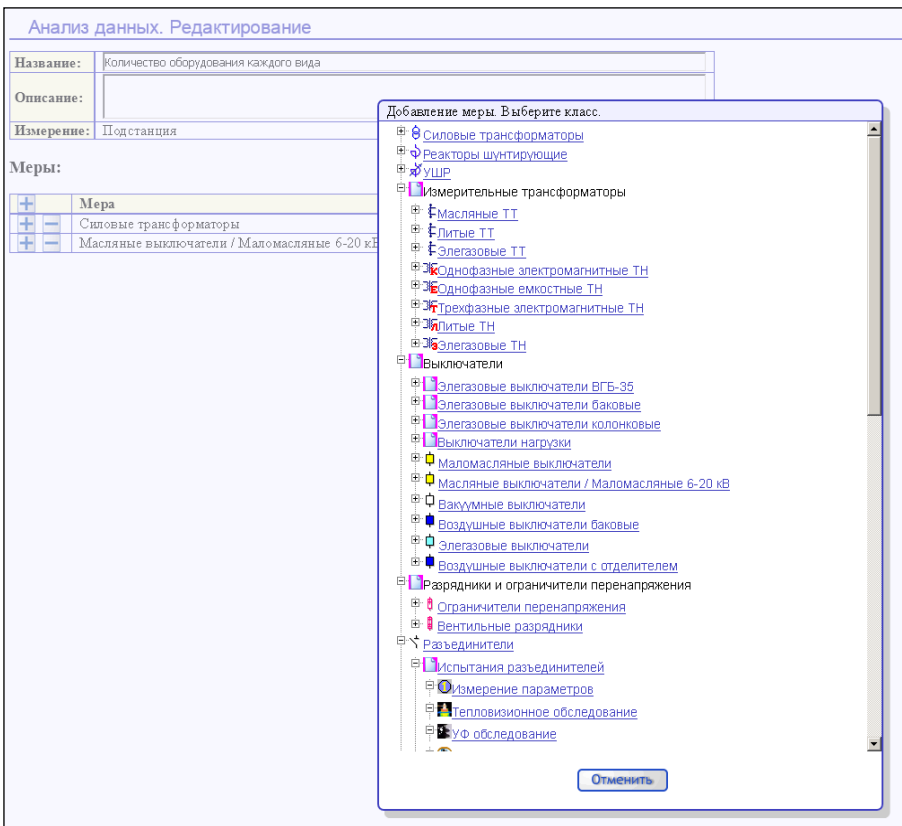 Анализ данных. Редактирование
Название: Количество оборудования каждого вида
Описание:
Измерение: Подстанция
Меры:
Мера
Силовые трансформаторы
Масляные выключатели / Маломасляные 6-20 кВ
Добавление меры. Выберите класс.
Силовые трансформаторы
Реакторы шунтирующие
УШР
Измерительные трансформаторы
Масляные ТТ
Литые ТТ
Элегазовые ТТ
Однофазные электромагнитные ТН
Однофазные емкостные ТН
Трехфазные электромагнитные ТН
Литые ТН
Элегазовые ТН
Выключатели
Элегазовые выключатели ВГБ-35
Элегазовые выключатели баковые
Элегазовые выключатели колонковые
Выключатели нагрузки
Маломасляные выключатели
Масляные выключатели / Маломасляные 6-20 кВ
Вакуумные выключатели
Воздушные выключатели баковые
Элегазовые выключатели
Воздушные выключатели с отделителем
Разрядники и ограничители перенапряжения
Ограничители перенапряжения
Вентильные разрядники
Разъединители
Испытания разъединителей
Измерение параметров
Тепловизионное обследование
УФ обследование
Отменить